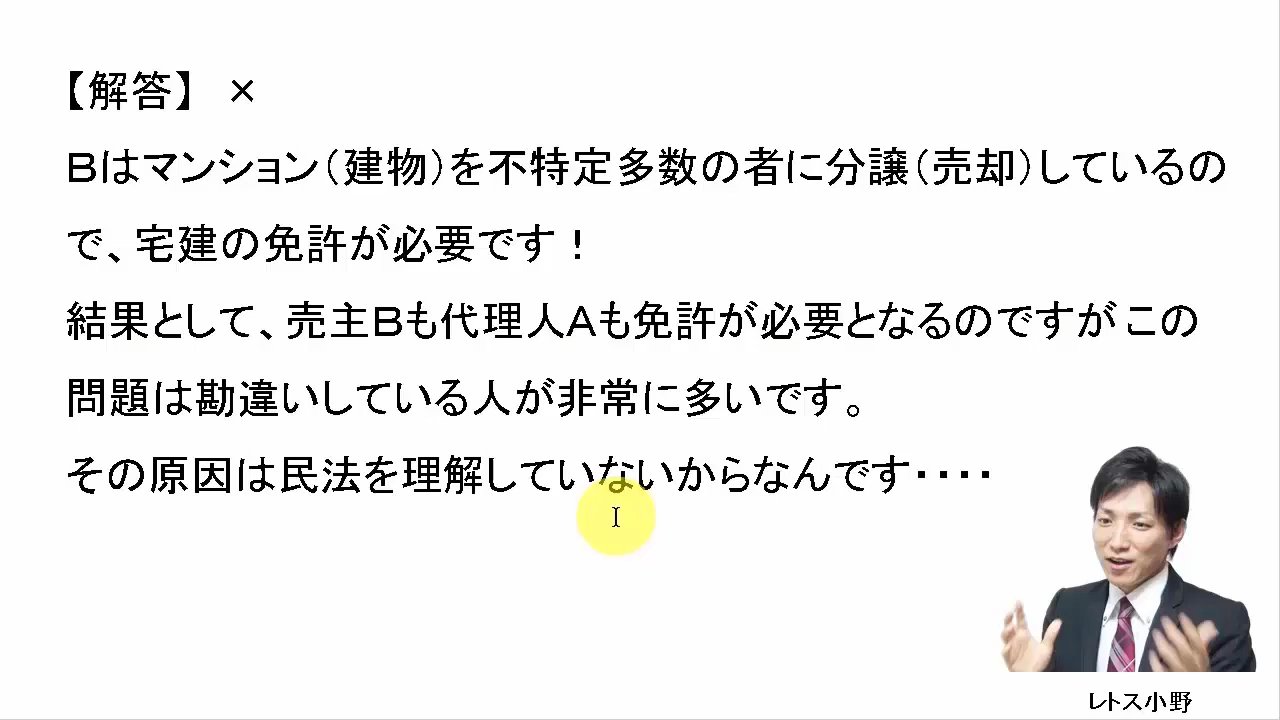 【解答】 ×
Bはマンション(建物)を不特定多数の者に分譲(売却)しているの
で、宅建の免許が必要です!
結果として、売主Bも代理人Aも免許が必要となるのですがこの
問題は勘違いしている人が非常に多いです。
その原因は民法を理解していないからなんです・・・・
レトス小野